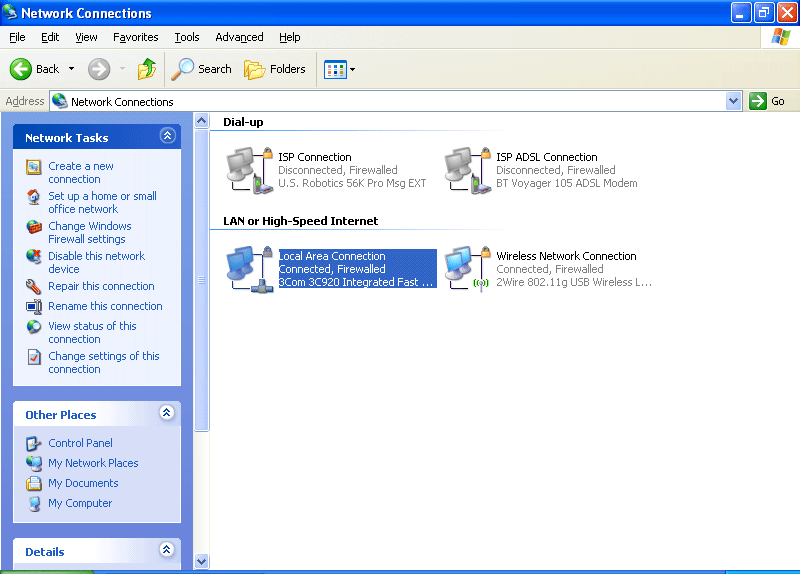 Network Connections
File Edit View Favorites Tools Advanced Help
Back Search Folders
Address Network Connections Go
Network Tasks
Create a new
connection
Set up a home or small
office network
Change Windows
Firewall settings
Disable this network
device
Repair this connection
Rename this connection
View status of this
connection
Change settings of this
connection
Other Places
Control Panel
My Network Places
My Documents
My Computer
Details
Dial-up
ISP Connection
Disconnected, Firewalled
U.S. Robotics 56K Pro Msg EXT
ISP ADSL Connection
Disconnected, Firewalled
BT Voyager 105 ADSL Modem
LAN or High-Speed Internet
Local Area Connection
Connected, Firewalled
3Com 3C920 Integrated Fast ...
Wireless Network Connection
Connected, Firewalled
2Wire 802.11g USB Wireless L...